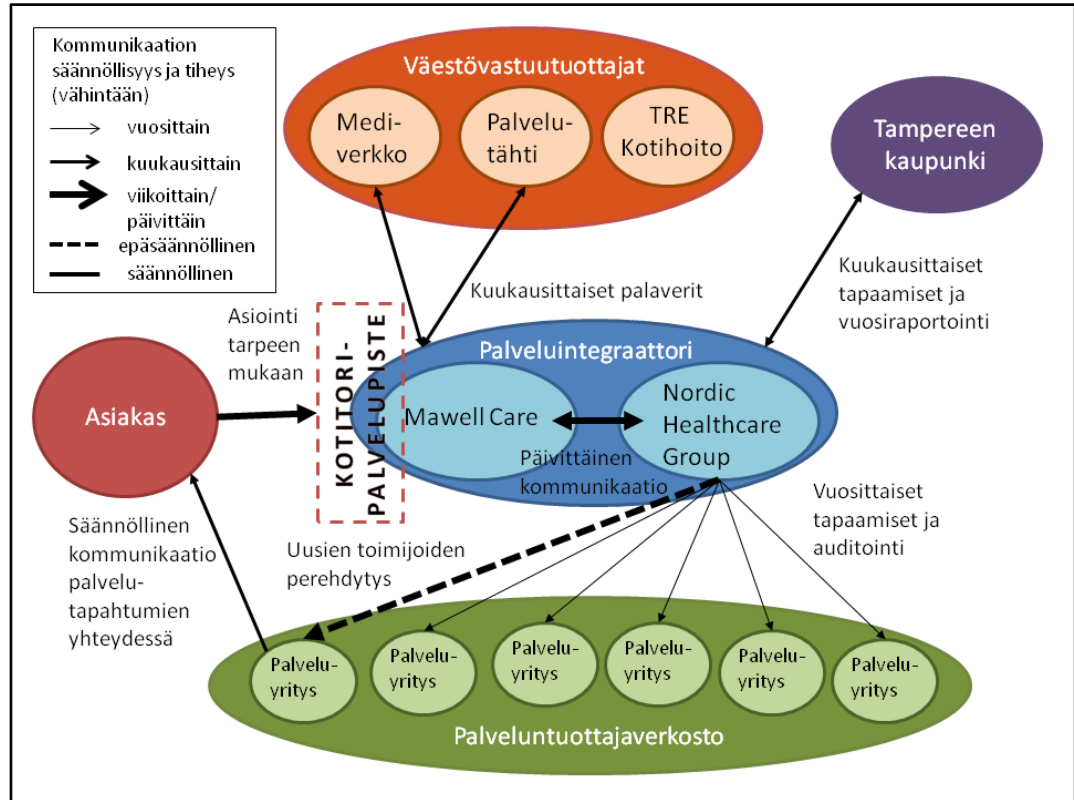 Kommunikaation
säännöllisyys ja tiheys
(vähintään)
vuosittain
kuukausittain
viikoittain/
päivittäin
epäsäännöllinen
säännöllinen
Väestövastuutuottajat
Medi-
verkko
Palvelu-
tähti
TRE
Kotihoito
Tampereen
kaupunki
Kuukausittaiset palaverit
Kuukausittaiset
tapaamiset ja
vuosiraportointi
Asiointi
tarpeen
mukaan
Asiakas
KOTITORI-
PALVELUPISTE
Palveluintegraattori
Mawell Care
Nordic
Healthcare
Group
Päivittäinen
kommunikaatio
Säännöllinen
kommunikaatio
palvelu-
tapahtumien
yhteydessä
Uusien toimijoiden
perehdytys
Vuosittaiset
tapaamiset ja
auditointi
Palvelu-
yritys
Palvelu-
yritys
Palvelu-
yritys
Palvelu-
yritys
Palvelu-
yritys
Palvelu-
yritys
Palveluntuottajaverkosto